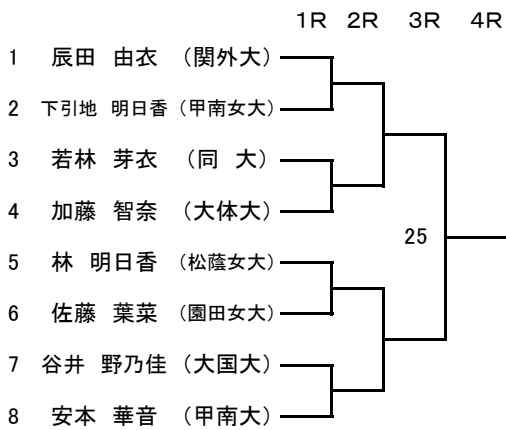 1R 2R 3R 4R
1 辰田 由衣 (関外大)
2 下引地 明日香 (甲南女大)
3 若林 芽衣 (同 大)
4 加藤 智奈 (大体大)
25
5 林 明日香 (松蔭女大)
6 佐藤 葉菜 (園田女大)
7 谷井 野乃佳 (大国大)
8 安本 華音 (甲南大)